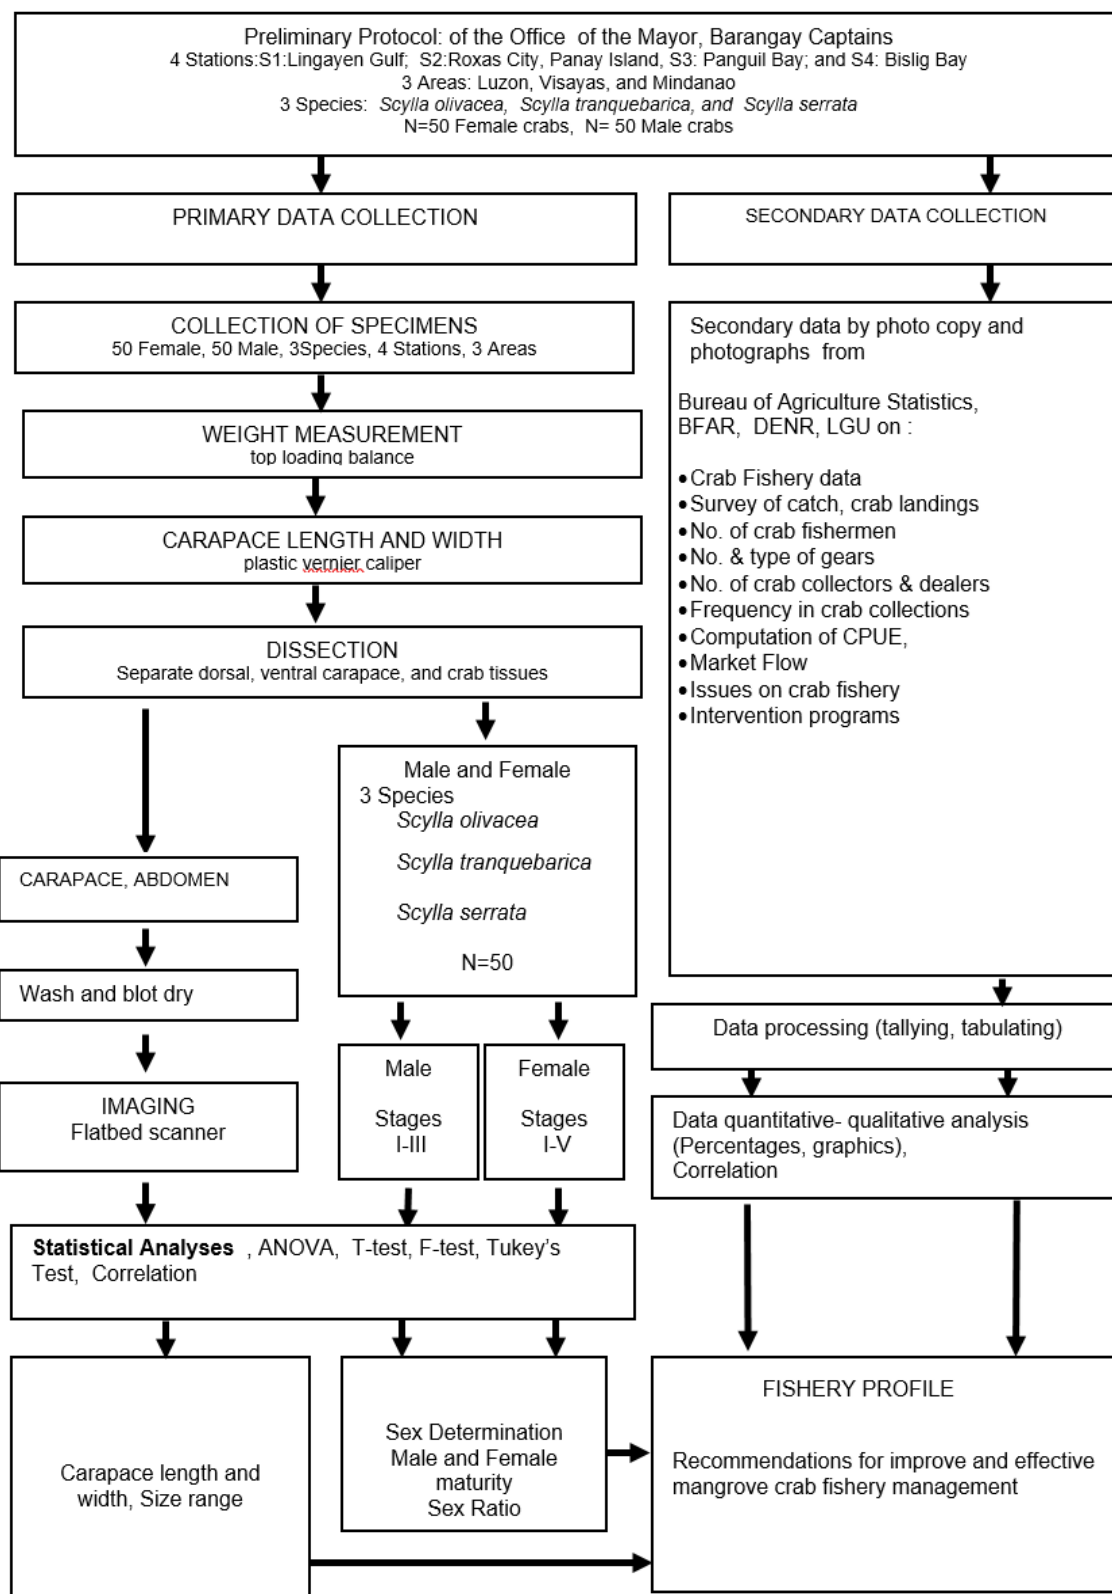 Preliminary Protocol: of the Office of the Mayor, Barangay Captains
4 Stations:S1:Lingayen Gulf; S2:Roxas City, Panay Island, S3: Panguil Bay; and S4: Bislig Bay
3 Areas: Luzon, Visayas, and Mindanao
3 Species: Scylla olivacea, Scylla tranquebarica, and Scylla serrata
N=50 Female crabs, N= 50 Male crabs
PRIMARY DATA COLLECTION
SECONDARY DATA COLLECTION
COLLECTION OF SPECIMENS
50 Female, 50 Male, 3Species, 4 Stations, 3 Areas
WEIGHT MEASUREMENT
top loading balance
CARAPACE LENGTH AND WIDTH
plastic vernier caliper
DISSECTION
Separate dorsal, ventral carapace, and crab tissues
Secondary data by photo copy and
photographs from
Bureau of Agriculture Statistics,
BFAR, DENR, LGU on :
•Crab Fishery data
•Survey of catch, crab landings
•No. of crab fishermen
•No. & type of gears
•No. of crab collectors & dealers
•Frequency in crab collections
•Computation of CPUE,
•Market Flow
•Issues on crab fishery
•Intervention programs
Male and Female
3 Species
Scylla olivacea
Scylla tranquebarica
Scylla serrata
N=50
CARAPACE, ABDOMEN
Wash and blot dry
IMAGING
Flatbed scanner
Male
Stages
I-III
Female
Stages
I-V
Data processing (tallying, tabulating)
Data quantitative- qualitative analysis
(Percentages, graphics),
Correlation
Statistical Analyses , ANOVA, T-test, F-test, Tukey’s
Test, Correlation
Carapace length and
width, Size range
Sex Determination
Male and Female
maturity
Sex Ratio
FISHERY PROFILE
Recommendations for improve and effective
mangrove crab fishery management